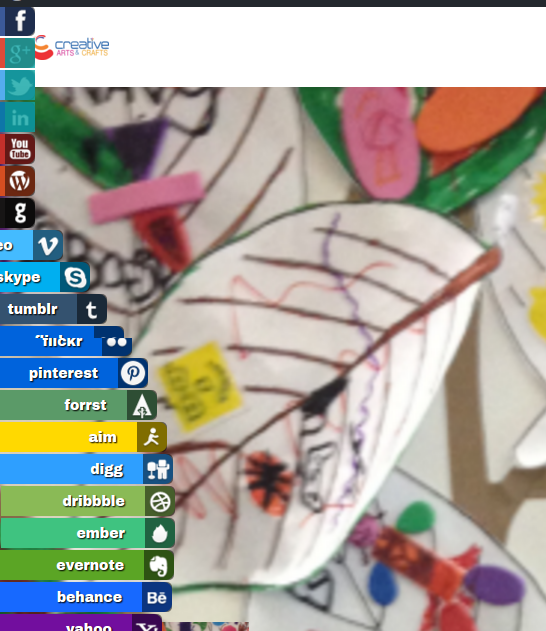 f
creative
ARTS & CRAFTS
g+
in
You
Tube
g
eo
skype
tumblr t
flickr
pinterest
forrst
aim
digg
dribbble
ember
evernote
behance Bē
yahoo